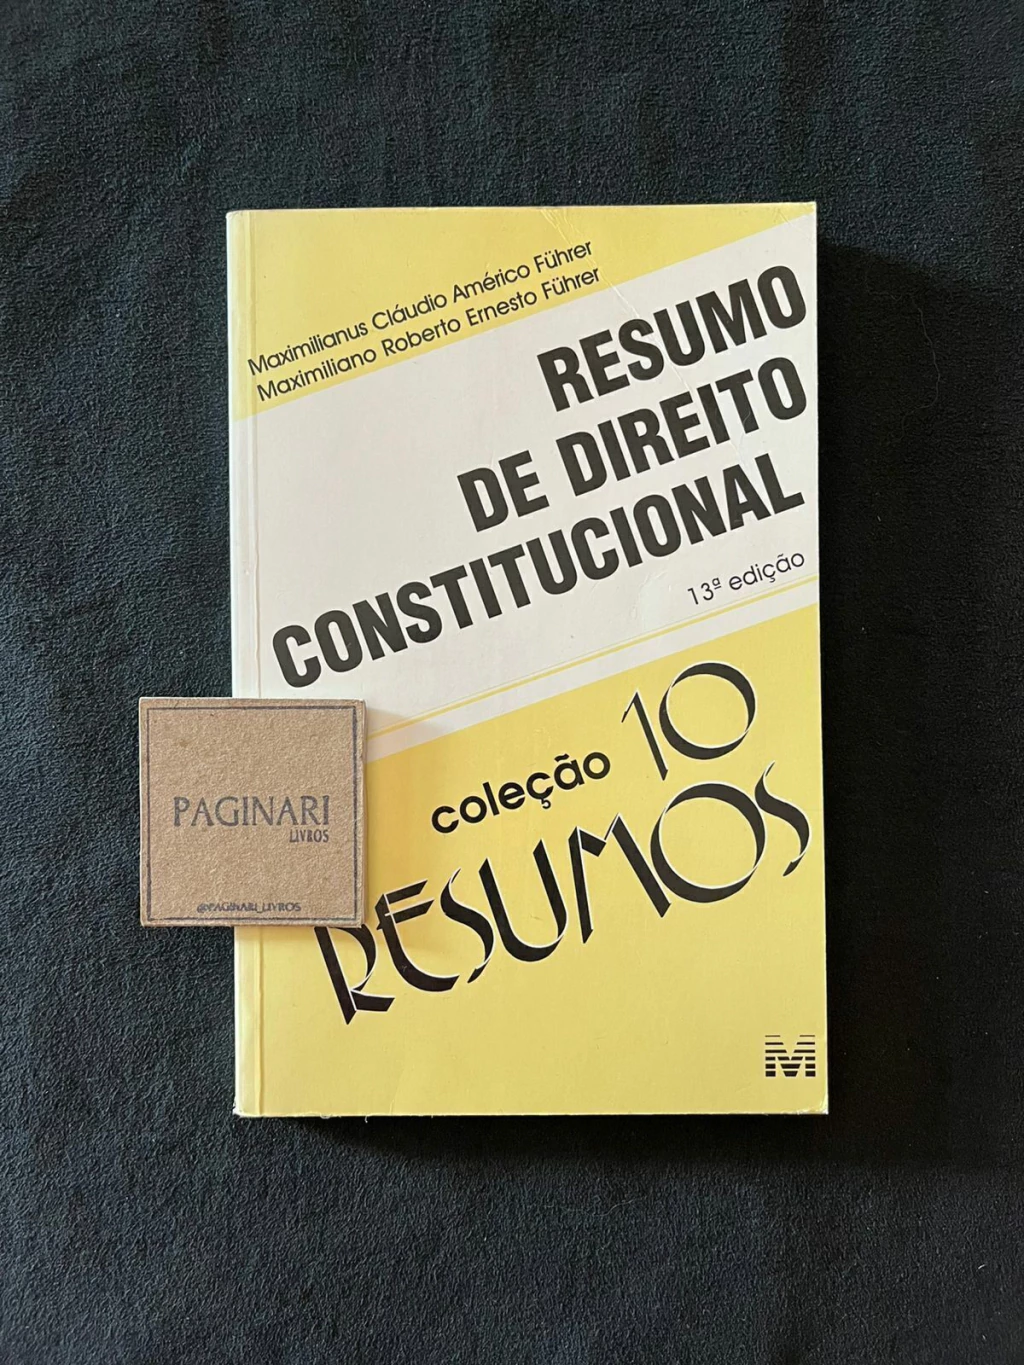 Maximilianus Cláudio Américo Führer
Maximiliano Roberto Ernesto Führer
RESUMO
DE DIREITO
CONSTITUCIONAL
13ª edição
coleção 10
RESUMOS
M
PAGINARI
LIVROS
@PAGINARI_LIVROS